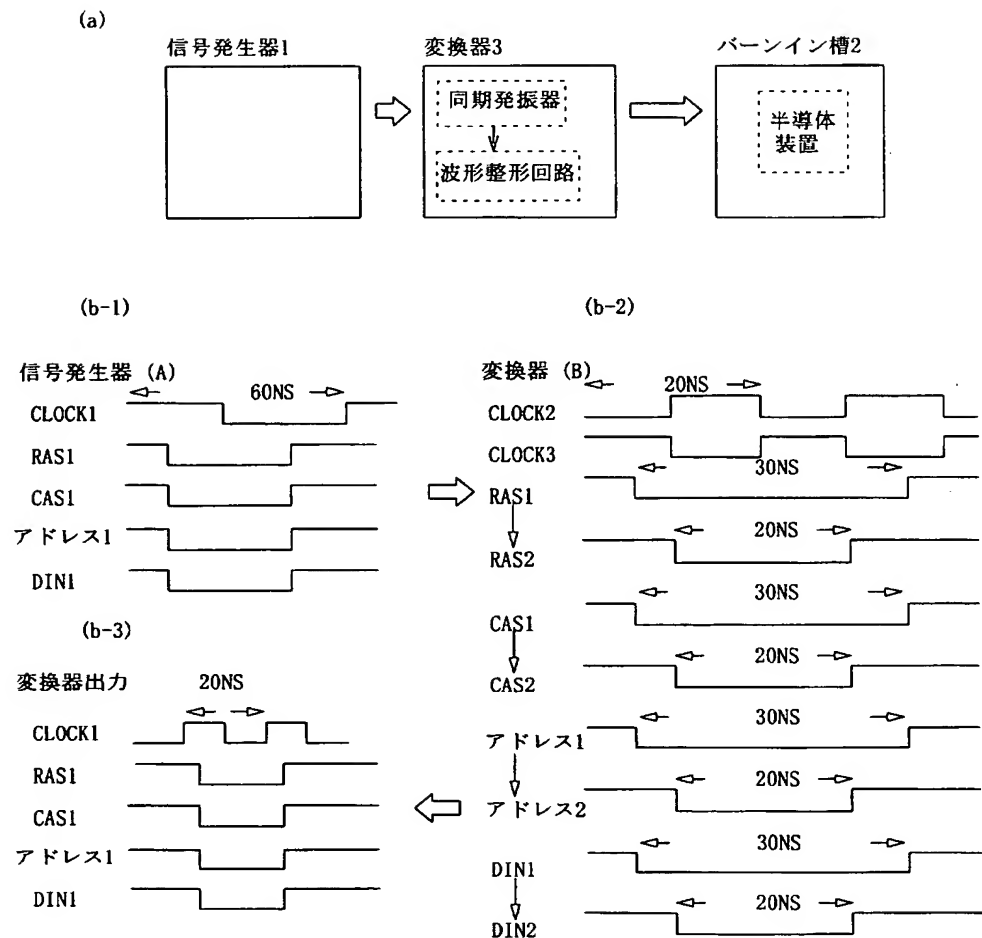 (a)
信号発生器1
変換器3
バーンイン槽2
同期発振器
波形整形回路
半導体
装置
(b-1)
信号発生器 (A)
60NS
CLOCK1
RAS1
CAS1
アドレス1
DIN1
(b-2)
変換器 (B)
20NS
CLOCK2
CLOCK3
30NS
RAS1
20NS
RAS2
30NS
CAS1
20NS
CAS2
30NS
アドレス1
20NS
アドレス2
30NS
DIN1
20NS
DIN2
(b-3)
変換器出力
20NS
CLOCK1
RAS1
CAS1
アドレス1
DIN1